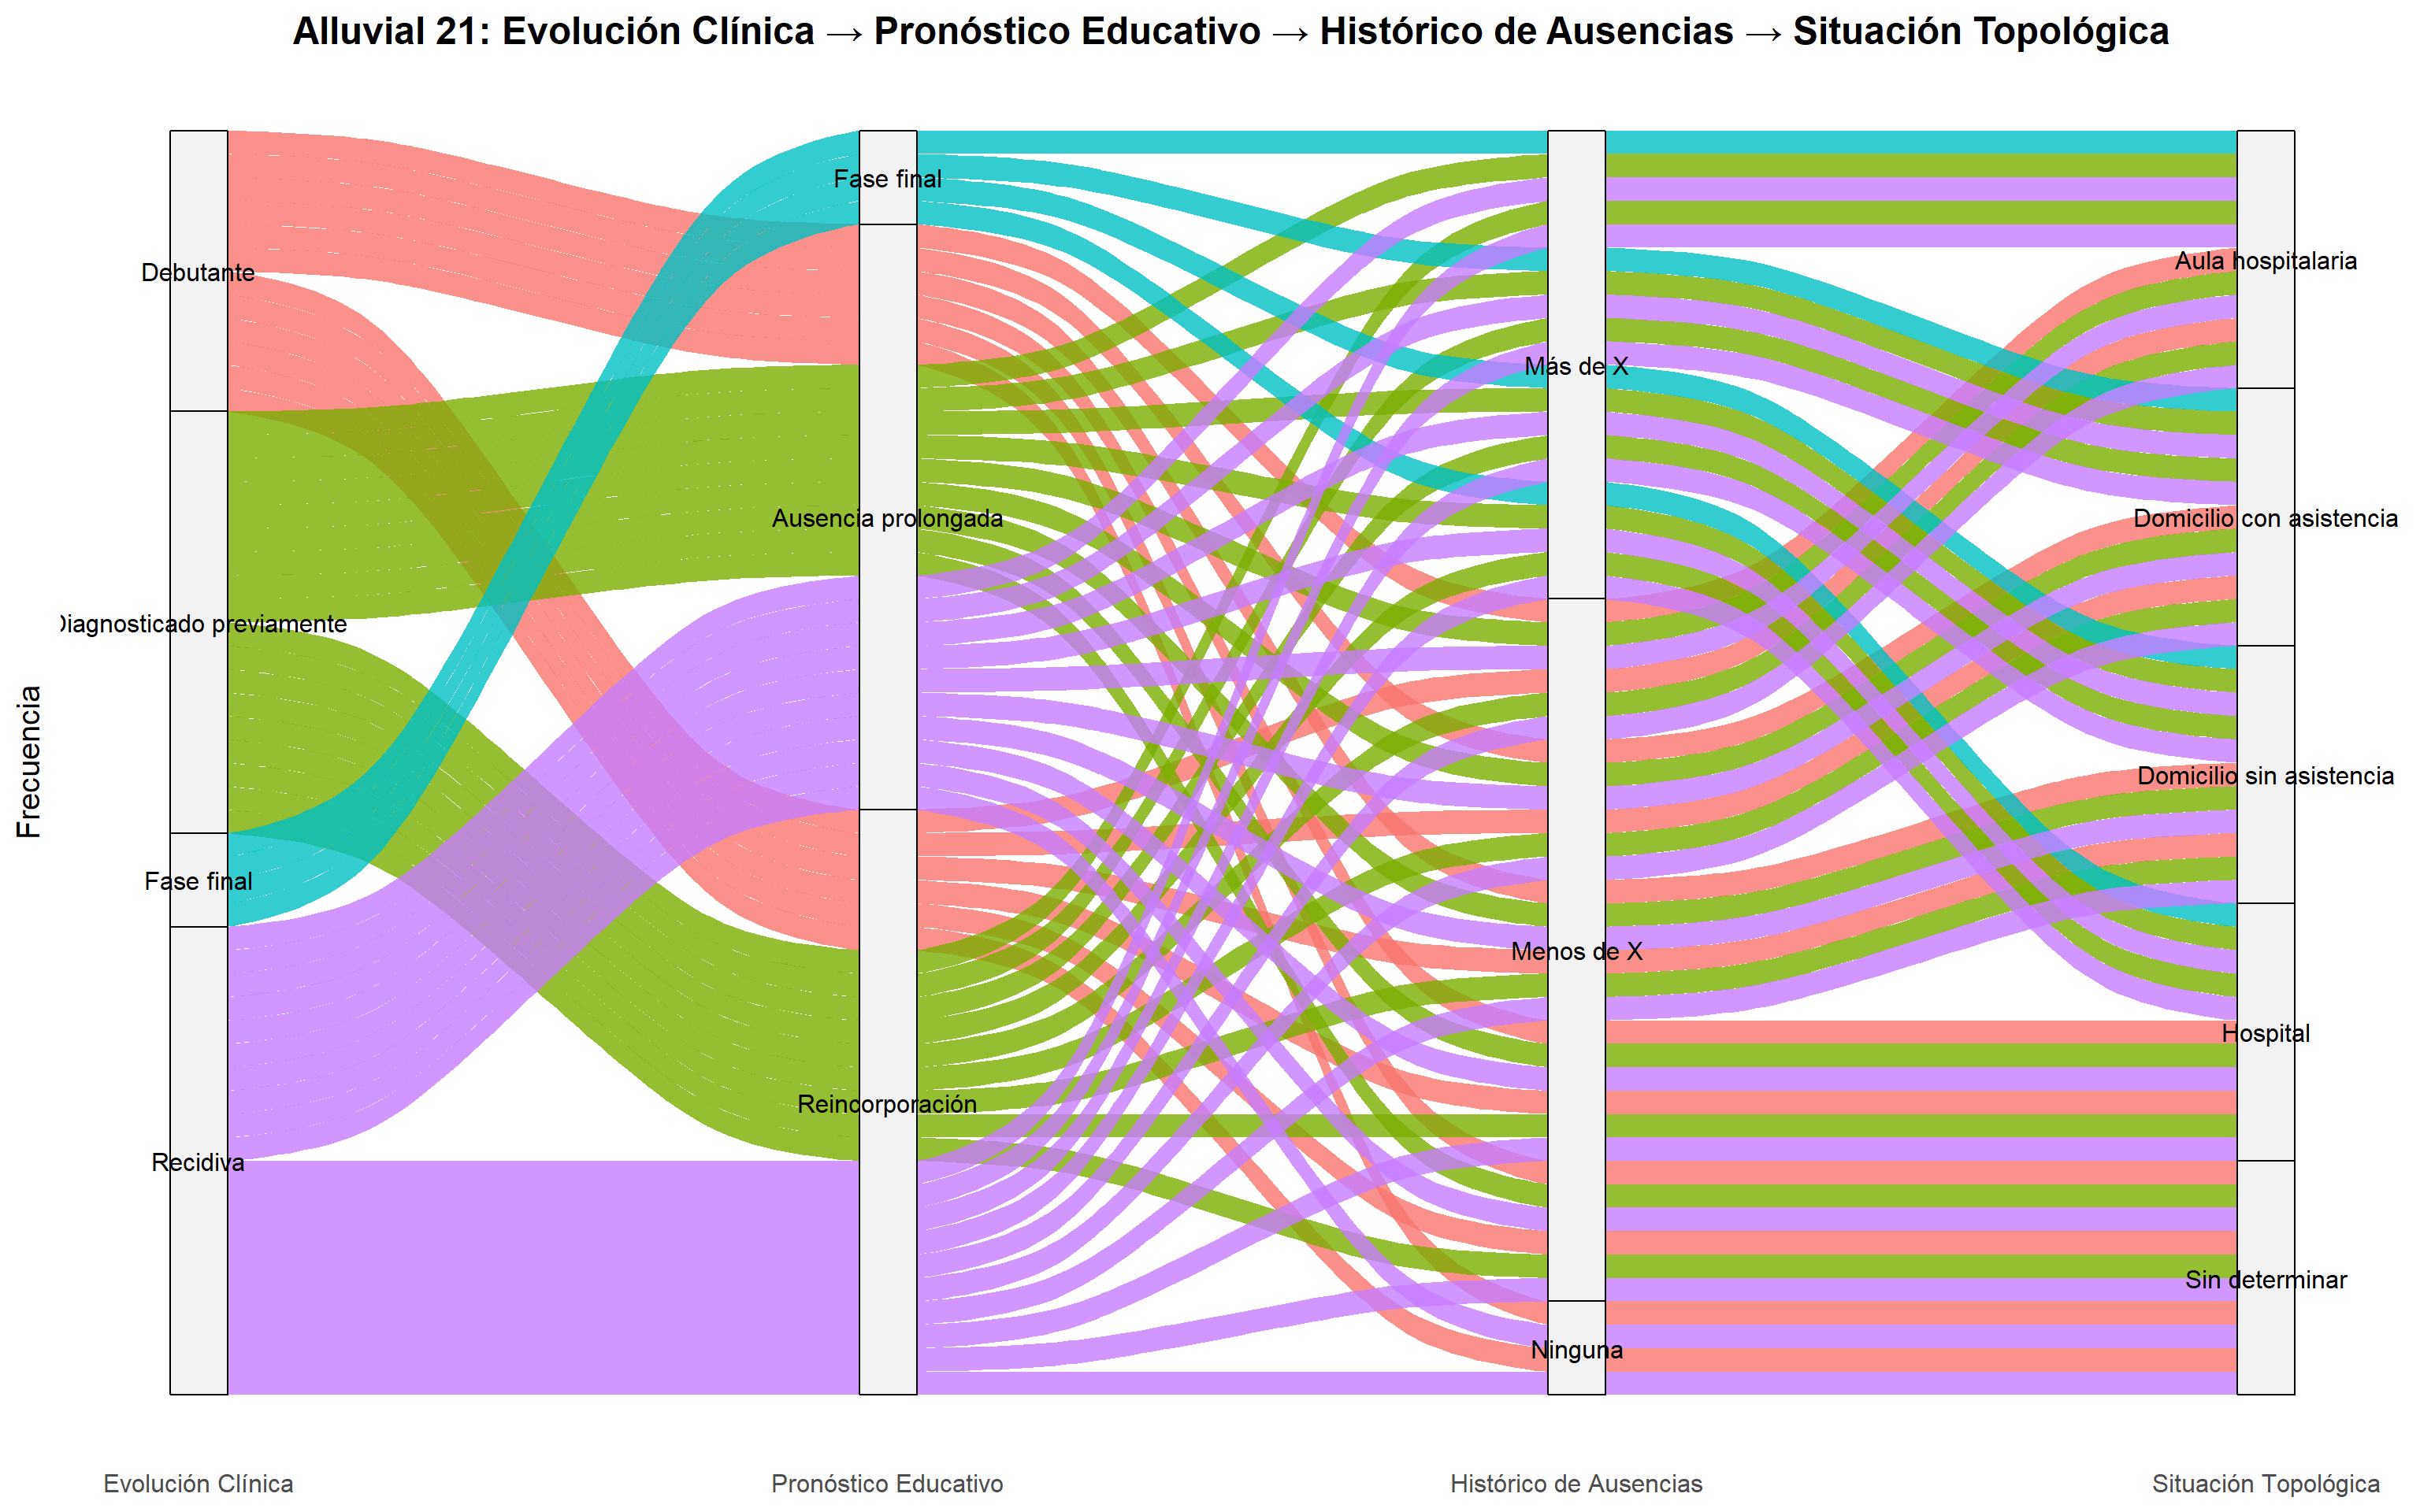 Alluvial 21: Evolución Clínica → Pronóstico Educativo → Histórico de Ausencias → Situación Topológica
Frecuencia
Debutante
Diagnosticado previamente
Fase final
Recidiva
Fase final
Ausencia prolongada
Reincorporación
Más de X
Menos de X
Ninguna
Aula hospitalaria
Domicilio con asistencia
Domicilio sin asistencia
Hospital
Sin determinar
Evolución Clínica
Pronóstico Educativo
Histórico de Ausencias
Situación Topológica